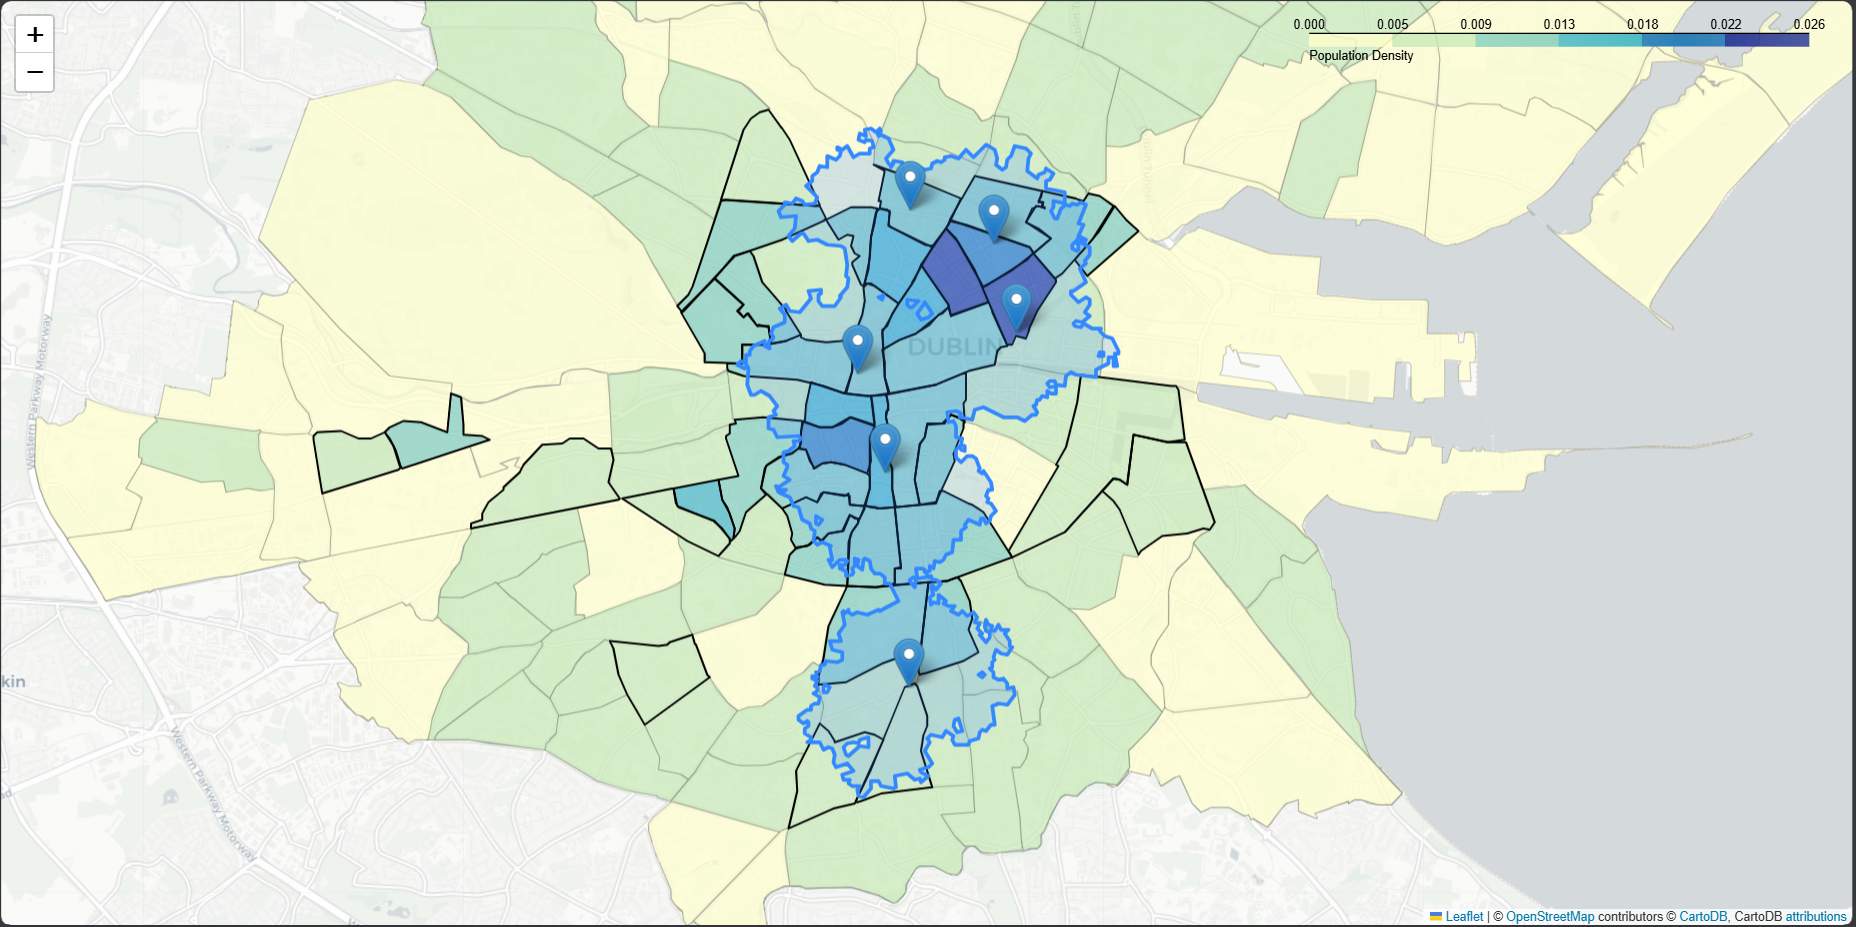 +
−
0.000 0.005 0.009 0.013 0.018 0.022 0.026
Population Density
Western Parkway Motorway
DUBLIN
kin
Western Parkway Motorway
Leaflet | © OpenStreetMap contributors © CartoDB, CartoDB attributions